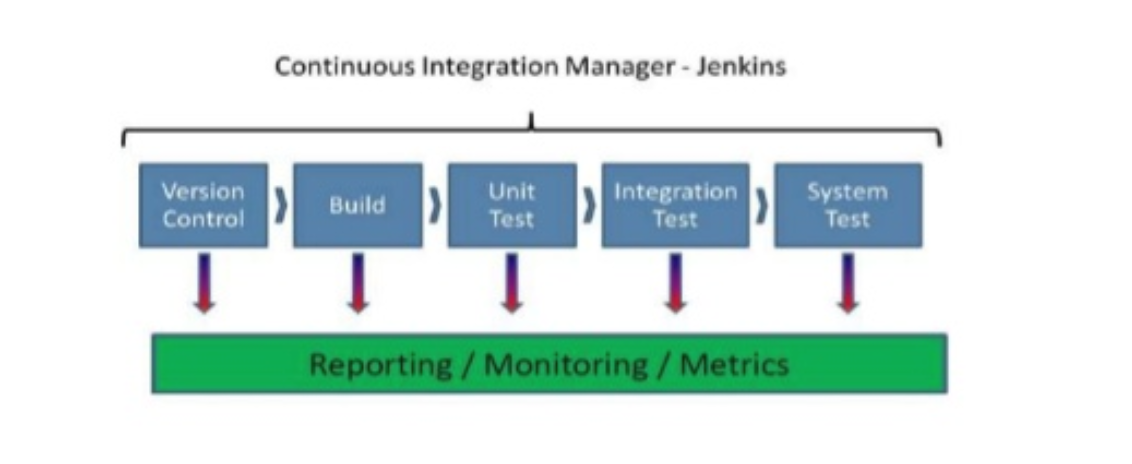 Continuous Integration Manager - Jenkins
Version
Control
Build
Unit
Test
Integration
Test
System
Test
Reporting / Monitoring / Metrics